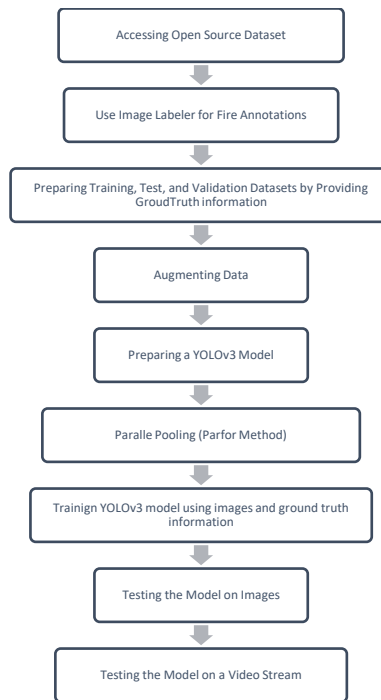 Accessing Open Source Dataset
Use Image Labeler for Fire Annotations
Preparing Training, Test, and Validation Datasets by Providing
GroudTruth information
Augmenting Data
Preparing a YOLOv3 Model
Paralle Pooling (Parfor Method)
Trainign YOLOv3 model using images and ground truth
information
Testing the Model on Images
Testing the Model on a Video Stream